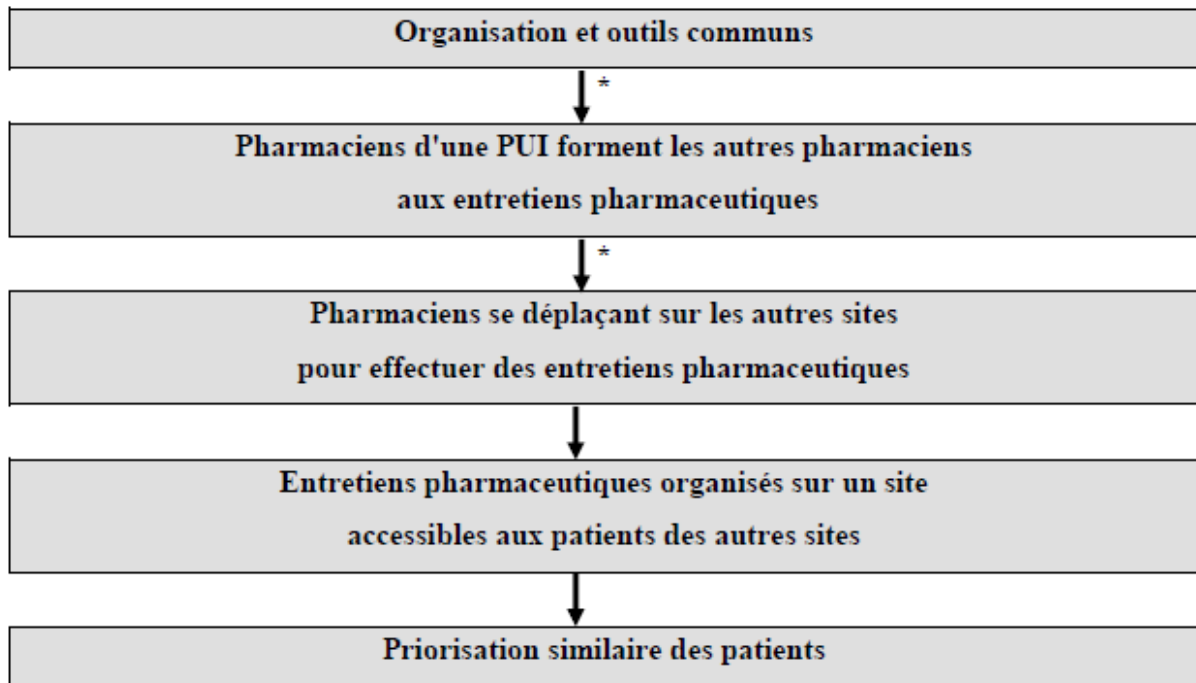 Organisation et outils communs
*
Pharmaciens d'une PUI forment les autres pharmaciens
aux entretiens pharmaceutiques
*
Pharmaciens se déplaçant sur les autres sites
pour effectuer des entretiens pharmaceutiques
Entretiens pharmaceutiques organisés sur un site
accessibles aux patients des autres sites
Priorisation similaire des patients